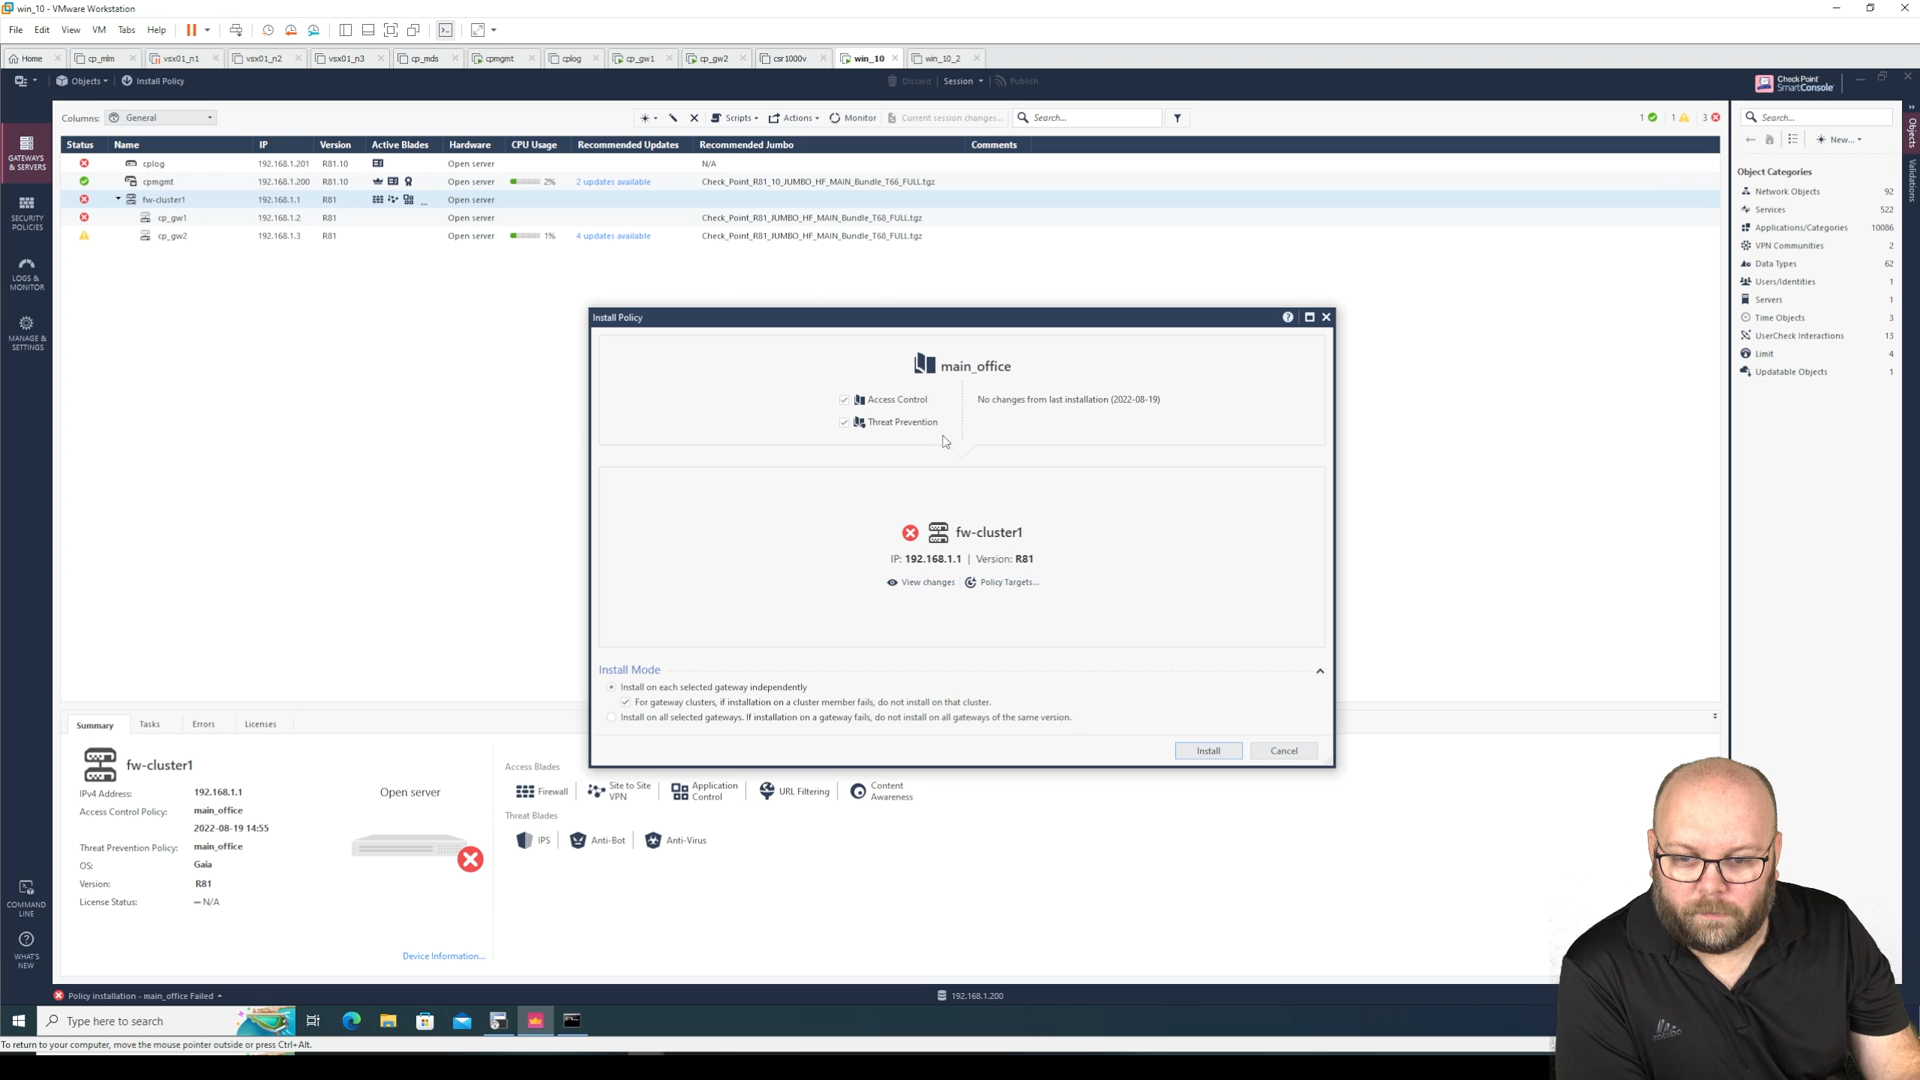 win_10 - VMware Workstation
File Edit View VM Tabs Help
Home cp_mlm vsx01_n1 vsx01_n2 vsx01_n3 cp_mds cpmgmt cplog cp_gw1 cp_gw2 csr1000v win_10 win_10_2
Objects Install Policy Discard Session Publish Check Point SmartConsole
Columns: General Scripts Actions Monitor Current session changes... Search... 1 1 3
Status Name IP Version Active Blades Hardware CPU Usage Recommended Updates Recommended Jumbo Comments
cplog 192.168.1.201 R81.10 Open server N/A
cpmgmt 192.168.1.200 R81.10 Open server 2% 2 updates available Check_Point_R81_10_JUMBO_HF_MAIN_Bundle_T66_FULL.tgz
fw-cluster1 192.168.1.1 R81 ... Open server
cp_gw1 192.168.1.2 R81 Open server Check_Point_R81_JUMBO_HF_MAIN_Bundle_T68_FULL.tgz
cp_gw2 192.168.1.3 R81 Open server 1% 4 updates available Check_Point_R81_JUMBO_HF_MAIN_Bundle_T68_FULL.tgz
GATEWAYS & SERVERS
SECURITY POLICIES
LOGS & MONITOR
MANAGE & SETTINGS
COMMAND LINE
WHAT'S NEW
Search...
New...
Object Categories
Network Objects 92
Services 522
Applications/Categories 10086
VPN Communities 2
Data Types 62
Users/Identities 1
Servers 1
Time Objects 3
UserCheck Interactions 13
Limit 4
Updatable Objects 1
Objects
Validations
Install Policy
main_office
Access Control No changes from last installation (2022-08-19)
Threat Prevention
fw-cluster1
IP: 192.168.1.1 | Version: R81
View changes Policy Targets...
Install Mode
Install on each selected gateway independently
For gateway clusters, if installation on a cluster member fails, do not install on that cluster.
Install on all selected gateways. If installation on a gateway fails, do not install on all gateways of the same version.
Install Cancel
Summary Tasks Errors Licenses
fw-cluster1
IPv4 Address: 192.168.1.1
Access Control Policy: main_office
2022-08-19 14:55
Threat Prevention Policy: main_office
OS: Gaia
Version: R81
License Status: — N/A
Open server
Device Information...
Access Blades
Firewall Site to Site VPN Application Control URL Filtering Content Awareness
Threat Blades
IPS Anti-Bot Anti-Virus
Policy installation - main_office Failed 192.168.1.200
Type here to search
To return to your computer, move the mouse pointer outside or press Ctrl+Alt.